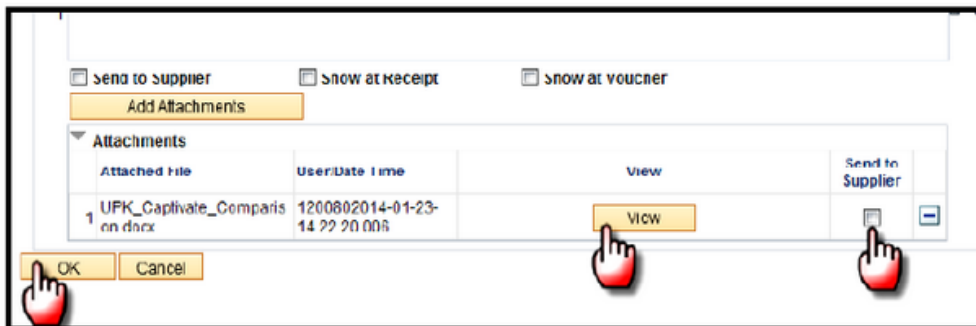 Send to Supplier Show at Receipt Show at Voucher
Add Attachments
Attachments
Attached File User/Date Time View Send to
Supplier
1 UPK_Captivate_Comparis 1200802014-01-23- View
on.docx 14.22.20.006
OK Cancel